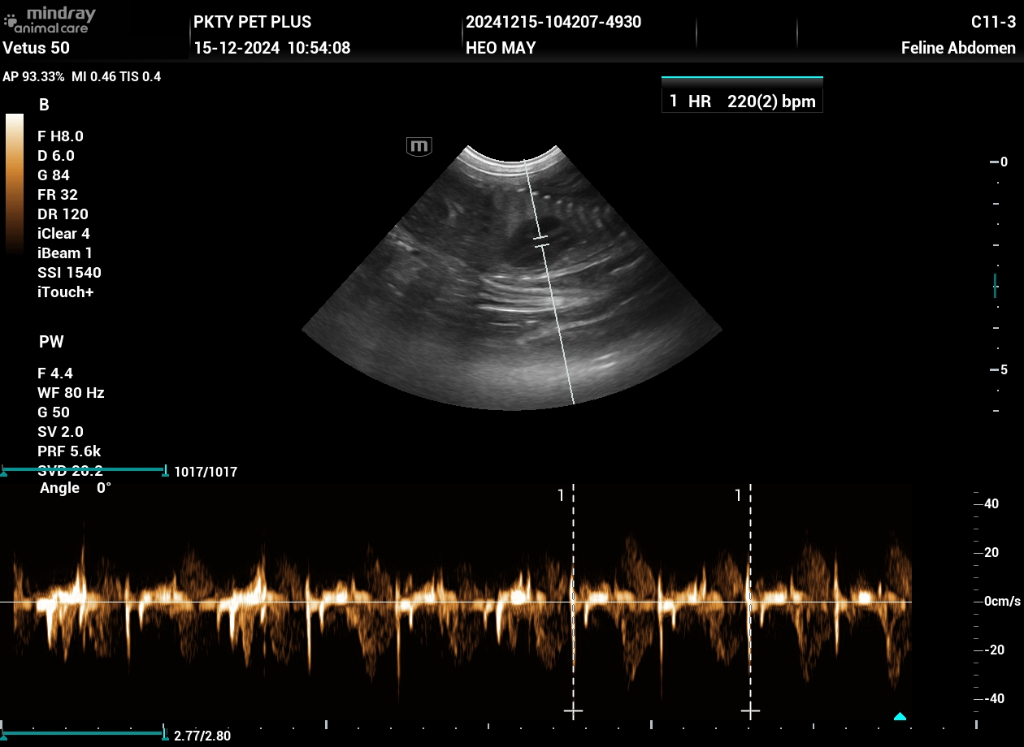 mindray
animalcare
Vetus 50
PKTY PET PLUS
15-12-2024 10:54:08
20241215-104207-4930
HEO MAY
C11-3
Feline Abdomen
AP 93.33% MI 0.46 TIS 0.4
1 HR 220(2) bpm
B
F H8.0
D 6.0
G 84
FR 32
DR 120
iClear 4
iBeam 1
SSI 1540
iTouch+
m
0
5
PW
F 4.4
WF 80 Hz
G 50
SV 2.0
PRF 5.6k
SVD 20.2
1017/1017
Angle 0°
1
1
40
20
0cm/s
-20
-40
2.77/2.80